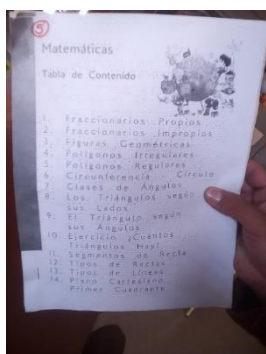 5
Matemáticas
Tabla de Contenido
1. Fraccionarios Propios
2. Fraccionarios Impropios
3. Figuras Geométricas
4. Polígonos Irregulares
5. Polígonos Regulares
6. Circunferencia - Círculo
7. Clases de Ángulos
8. Los Triángulos según
sus Lados
9. El Triángulo según
sus Ángulos
10. Ejercicio ¿Cuántos
Triángulos Hay?
11. Segmentos de Recta
12. Tipos de Rectas
13. Tipos de Líneas
14. Plano Cartesiano
Primer Cuadrante